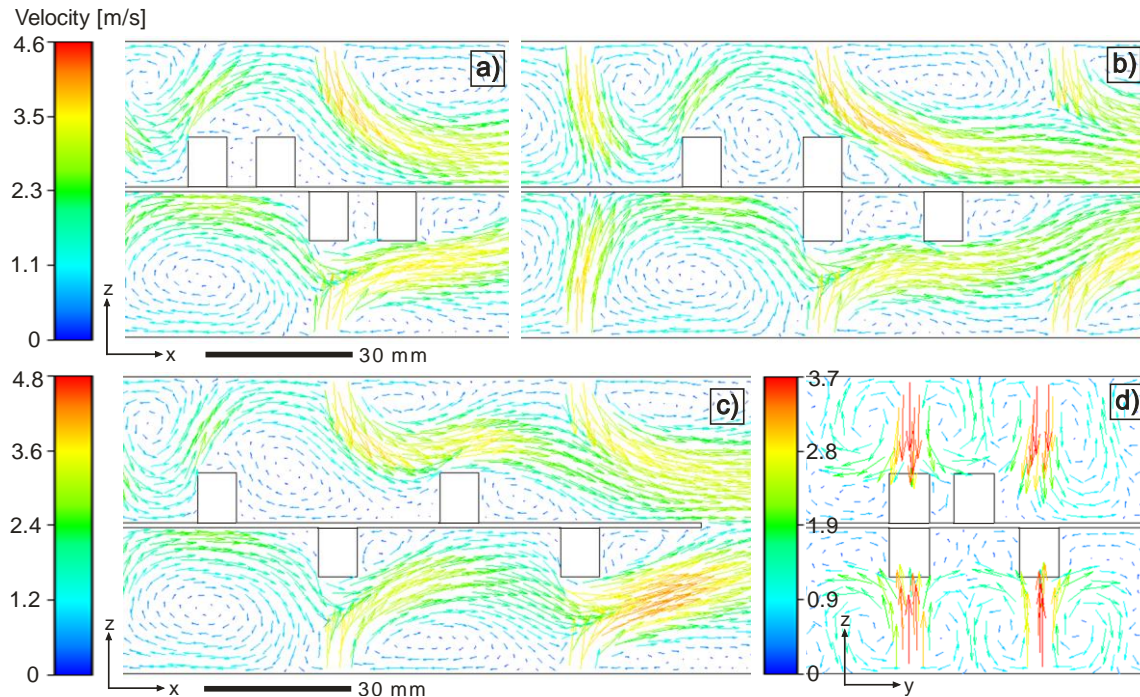 Velocity [m/s]
4.6
3.5
2.3
1.1
0
a)
b)
z
x
30 mm
4.8
3.6
2.4
1.2
0
c)
z
x
30 mm
3.7
2.8
1.9
0.9
0
d)
z
y